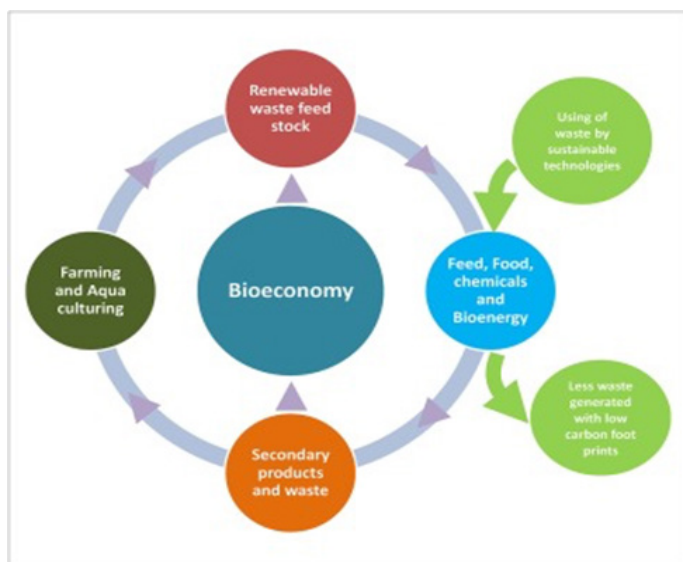 Renewable
waste feed
stock
Using of
waste by
sustainable
technologies
Farming
and Aqua
culturing
Bioeconomy
Feed, Food,
chemicals
and
Bioenergy
Less waste
generated
with low
carbon foot
prints
Secondary
products
and waste